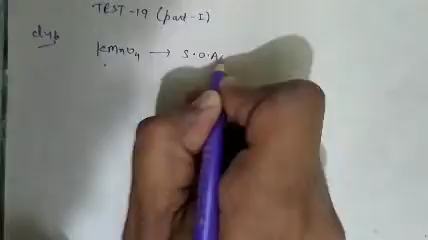 TEST-19 (part-I)
KMnO4 → S.O.A